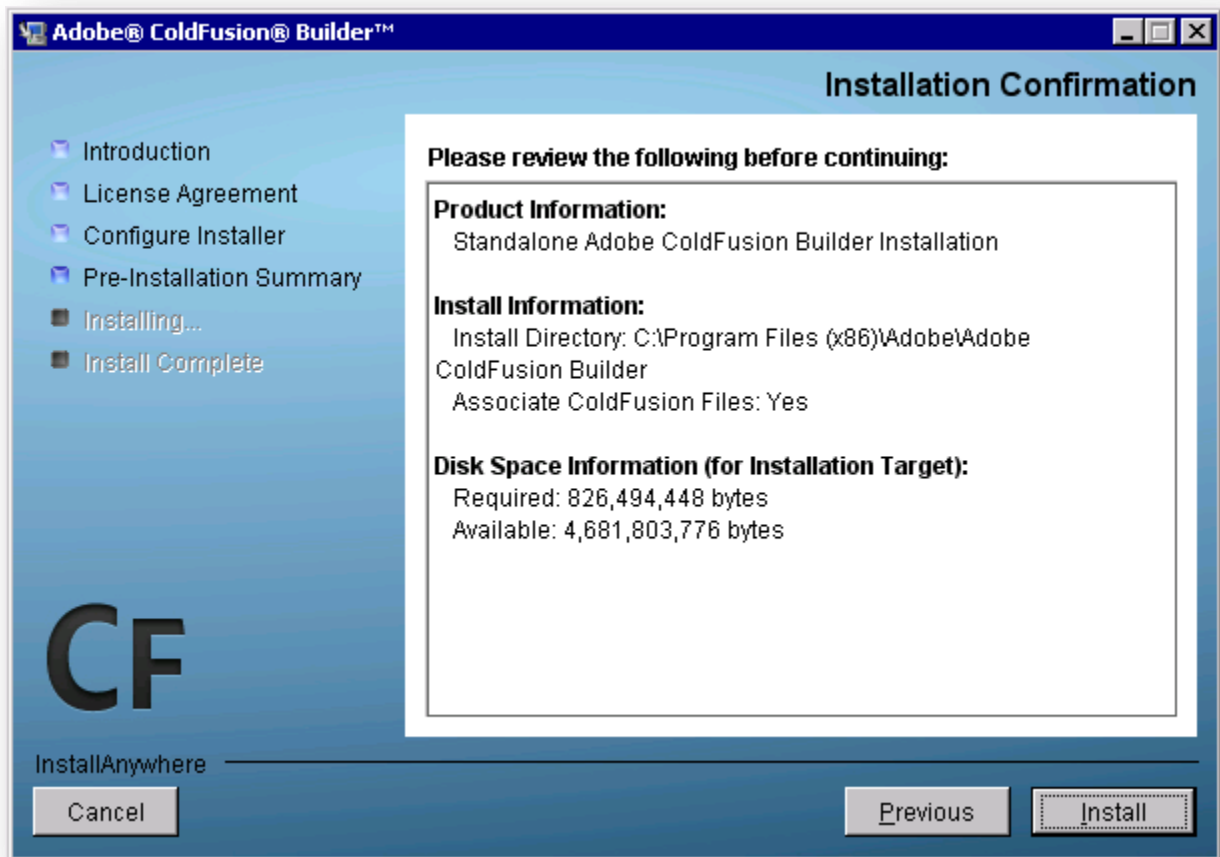 Adobe® ColdFusion® Builder™
Installation Confirmation
Introduction
License Agreement
Configure Installer
Pre-Installation Summary
Installing...
Install Complete
Please review the following before continuing:
Product Information:
Standalone Adobe ColdFusion Builder Installation
Install Information:
Install Directory: C:\Program Files (x86)\Adobe\Adobe
ColdFusion Builder
Associate ColdFusion Files: Yes
Disk Space Information (for Installation Target):
Required: 826,494,448 bytes
Available: 4,681,803,776 bytes
CF
InstallAnywhere
Cancel
Previous
Install